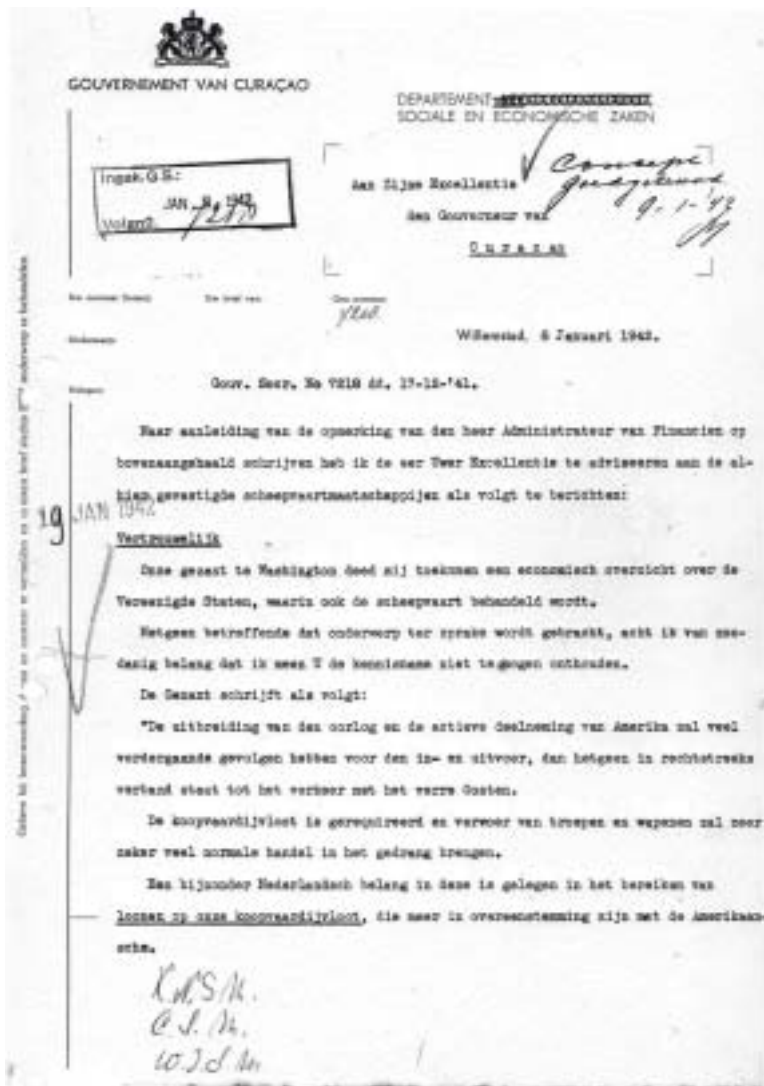 GOUVERNEMENT VAN CURAÇAO
DEPARTEMENT
SOCIALE EN ECONOMISCHE ZAKEN
Ingek. G.S.:
JAN 8 1942
Volgn?.
Aan Zijne Excellentie
den Gouverneur van
Curaçao
Concept
goedgekeurd
9-1-'42
Willemstad, 6 Januari 1942.
Gouv. Secr. No 7218 dd. 17-12-'41.
Naar aanleiding van de opmerking van den heer Administrateur van Financien op
bovenaangehaald schrijven heb ik de eer Uwer Excellentie te adviseeren aan de al-
hier gevestigde scheepvaartmaatschappijen als volgt te berichten:
19 JAN 1942
Vertrouwelijk
Onze gezant te Washington deed mij toekomen een economisch overzicht over de
Vereenigde Staten, waarin ook de scheepvaart behandeld wordt.
Hetgeen betreffende dat onderwerp ter sprake wordt gebracht, acht ik van zoo-
danig belang dat ik meen U de kennisname niet te mogen onthouden.
De Gezant schrijft als volgt:
"De uitbreiding van den oorlog en de actieve deelneming van Amerika zal veel
verdergaande gevolgen hebben voor den in- en uitvoer, dan hetgeen in rechtstreeks
verband staat tot het verkeer met het verre Oosten.
De koopvaardijvloot is gerequireerd en vervoer van troepen en wapenen zal zeer
zeker veel normale handel in het gedrang brengen.
Een bijzonder Nederlandsch belang in deze is gelegen in het bereiken van
loonen op onze koopvaardijvloot, die meer in overeenstemming zijn met de Amerikaan-
sche.
K.N.S.M.
C.S.M.